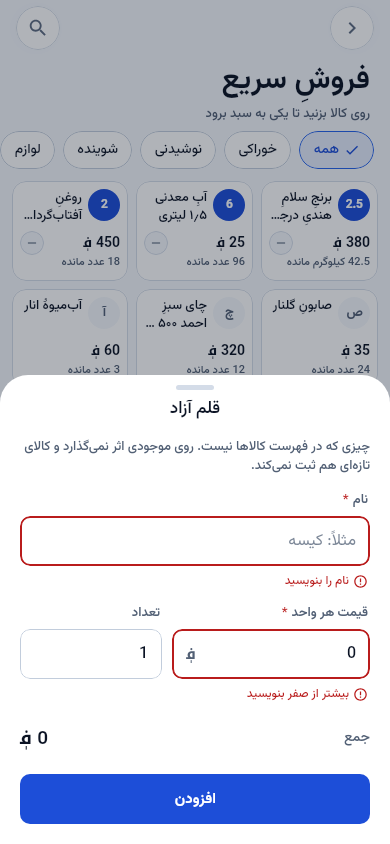 فروشِ سریع
روی کالا بزنید تا یکی به سبد برود
همه
خوراکی
نوشیدنی
شوینده
لوازم
2.5
برنجِ سلامِ
هندیِ درج...
380 ؋
42.5 کیلوگرم مانده
6
آبِ معدنی
۱٫۵ لیتری
25 ؋
96 عدد مانده
2
روغنِ
آفتاب‌گردا...
450 ؋
18 عدد مانده
ص
صابونِ گلنار
35 ؋
24 عدد مانده
چ
چای سبزِ
احمد ۵۰۰ ...
320 ؋
12 عدد مانده
آ
آب‌میوهٔ انار
60 ؋
3 عدد مانده
قلم آزاد
چیزی که در فهرست کالاها نیست. روی موجودی اثر نمی‌گذارد و کالای
تازه‌ای هم ثبت نمی‌کند.
نام *
مثلاً: کیسه
نام را بنویسید
قیمت هر واحد *
تعداد
0 ؋
1
بیشتر از صفر بنویسید
جمع
0 ؋
افزودن